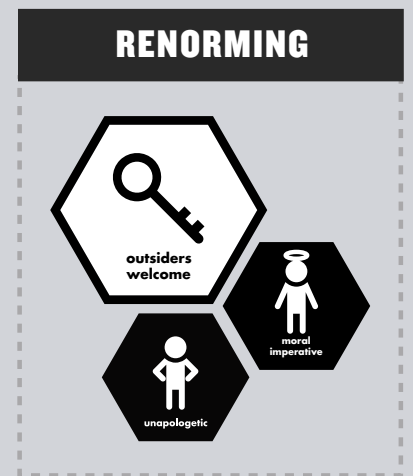 RENORMING
outsiders
welcome
moral
imperative
unapologetic